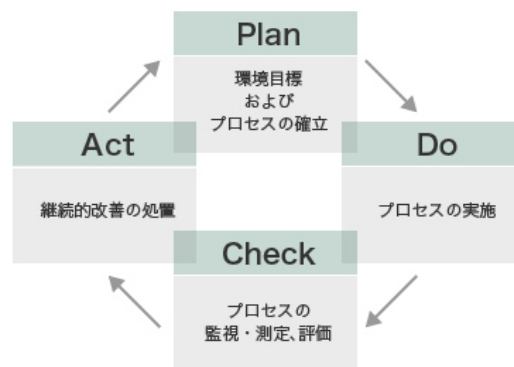 Plan
環境目標
および
プロセスの確立
Do
プロセスの実施
Check
プロセスの
監視・測定、評価
Act
継続的改善の処置